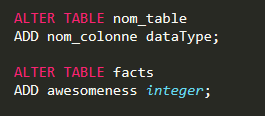 ALTER TABLE nom_table
ADD nom_colonne dataType;
ALTER TABLE facts
ADD awesomeness integer;